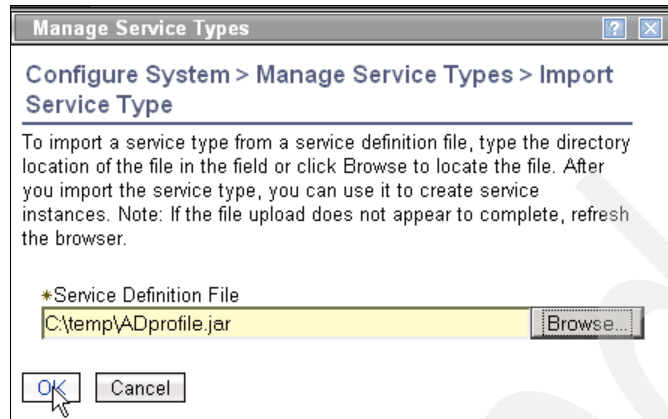 Manage Service Types
Configure System > Manage Service Types > Import
Service Type
To import a service type from a service definition file, type the directory
location of the file in the field or click Browse to locate the file. After
you import the service type, you can use it to create service
instances. Note: If the file upload does not appear to complete, refresh
the browser.
*Service Definition File
C:\temp\ADprofile.jar Browse...
OK Cancel